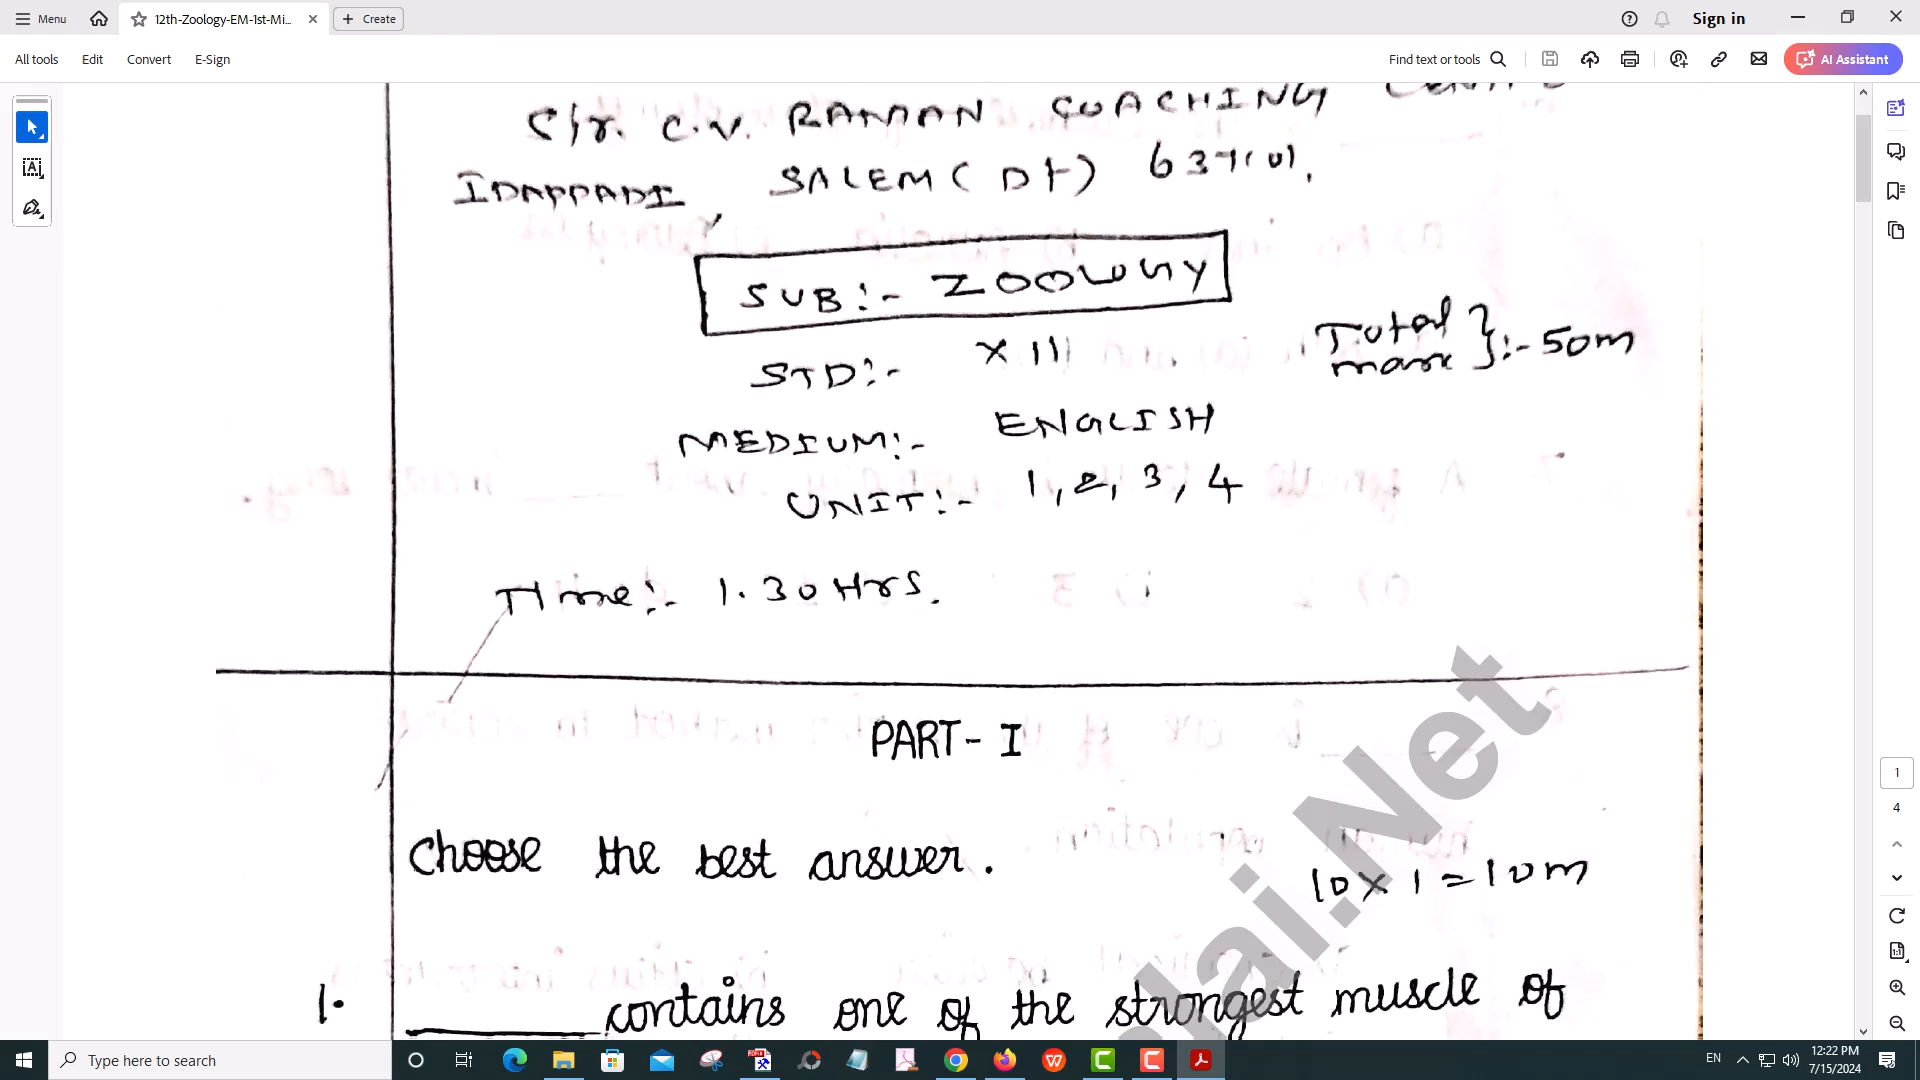 Menu
12th-Zoology-EM-1st-Mi...
Create
Sign in
All tools
Edit
Convert
E-Sign
Find text or tools
AI Assistant
C/r. C.V. RAMAN COACHING
IDAPPADI, SALEM (Dt) 637101.
SUB:- ZOOLOGY
STD:- XII
Total mark }:- 50m
MEDIUM:- ENGLISH
UNIT:- 1, 2, 3, 4
Time:- 1.30 Hrs.
PART- I
choose the best answer.
10 x 1 = 10m
1. ______ contains one of the strongest muscle of
lai.Net
1
4
Type here to search
EN
12:22 PM
7/15/2024